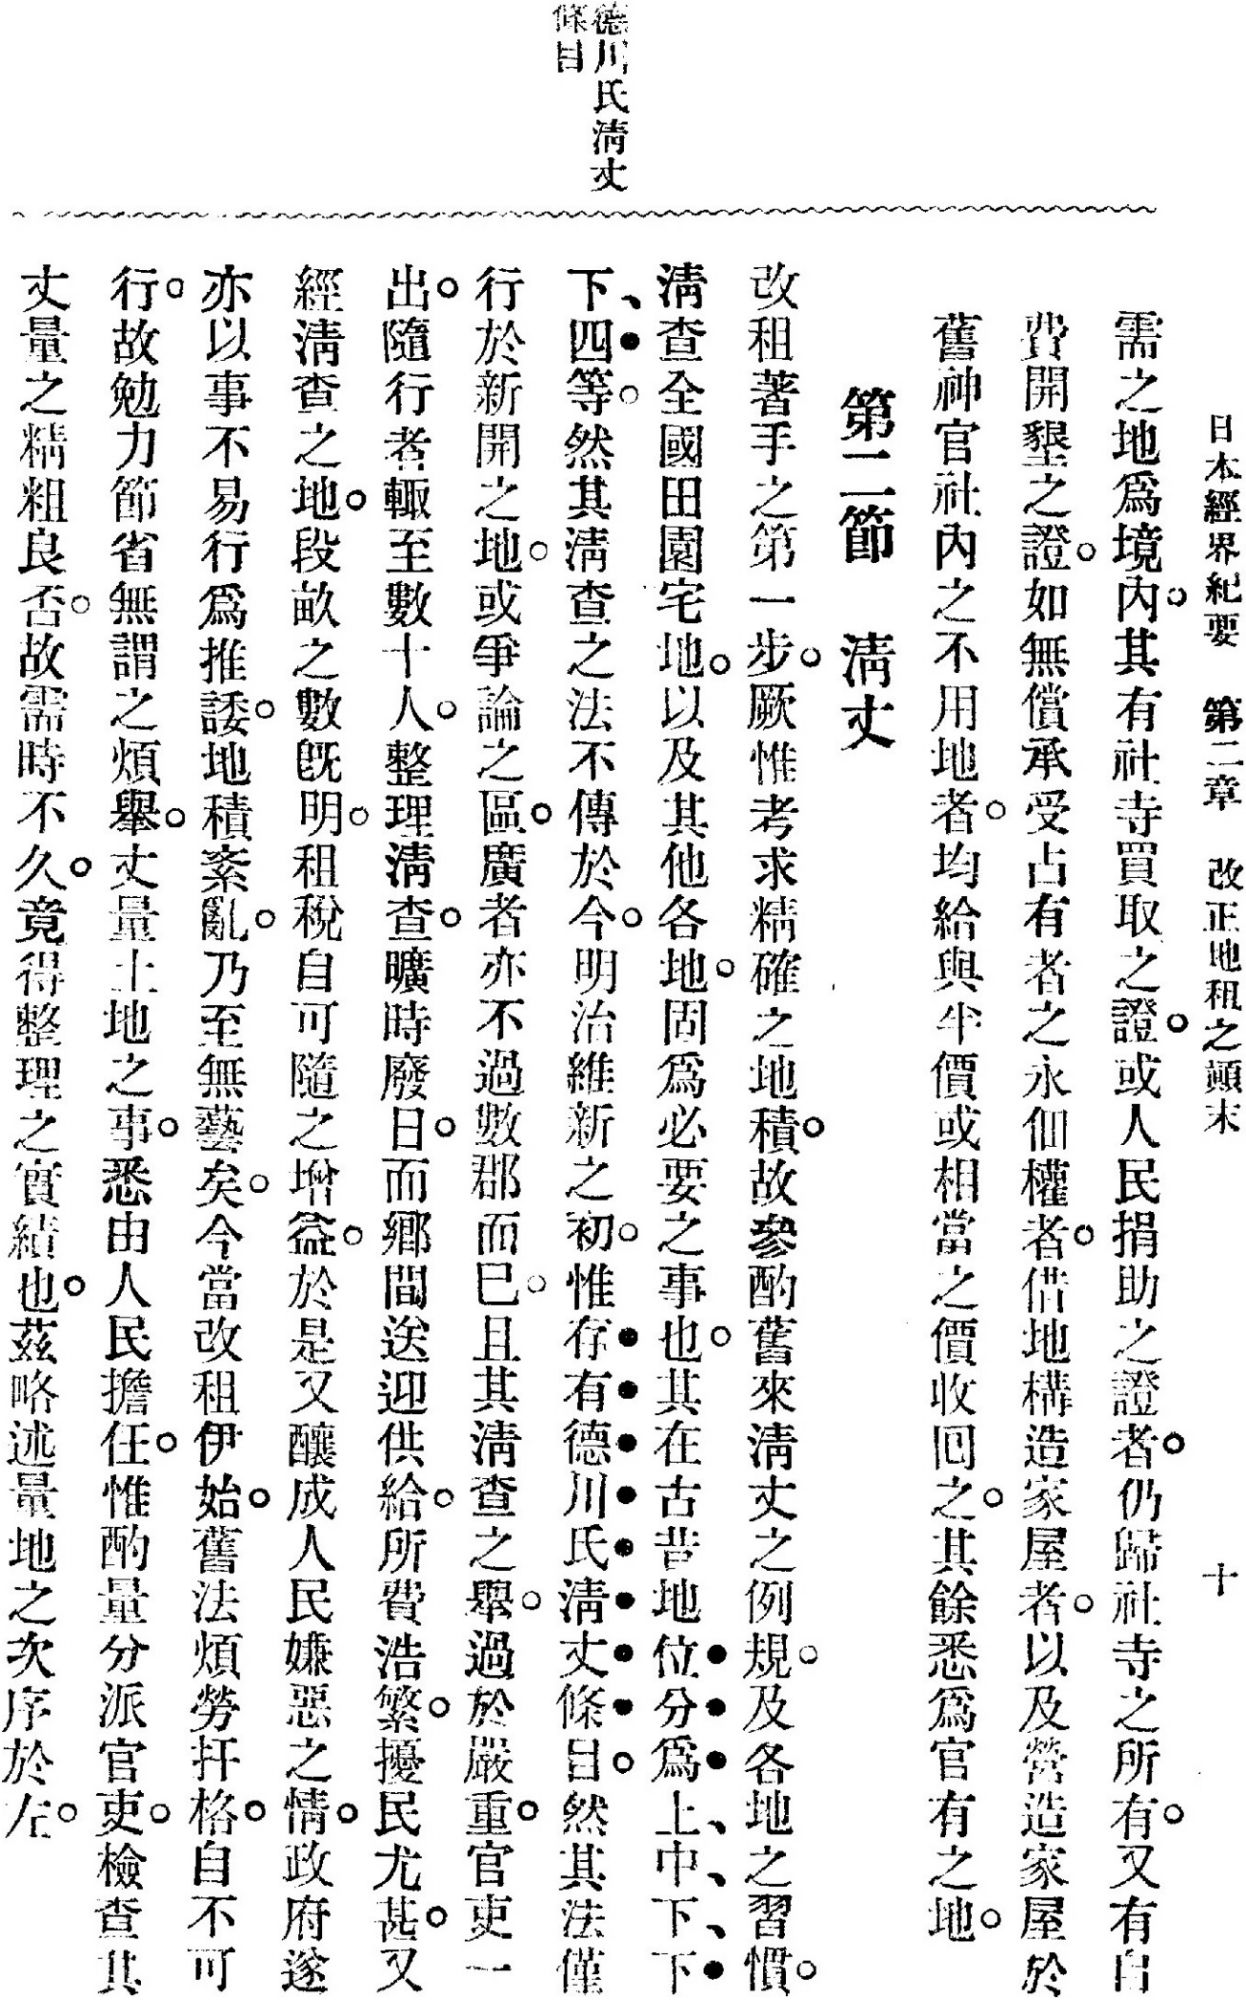 日本經界紀要　第二章　改正地租之顚末　十
需之地爲境內。其有社寺買取之證。或人民捐助之證者。仍歸社寺之所有。又有自
費開墾之證。如無償承受占有者之永佃權者。借地構造家屋者。以及營造家屋於
舊神官社內之不用地者。均給與半價或相當之價收回之。其餘悉爲官有之地。
第二節　淸丈
改租著手之第一步。厥惟考求精確之地積。故參酌舊來淸丈之例規。及各地之習慣。
淸查全國田園宅地。以及其他各地。固爲必要之事也。其在古昔地位分爲上、中、下、下
下、四等。然其淸查之法不傳於今。明治維新之初。惟存有德川氏淸丈條目。然其法僅
行於新開之地。或爭論之區。廣者亦不過數郡而已。且其淸查之擧。過於嚴重。官吏一
出。隨行者輙至數十人。整理淸查。曠時廢日。而鄕間送迎供給。所費浩繁。擾民尤甚。又
經淸查之地。段畝之數旣明。租稅自可隨之增益。於是又釀成人民嫌惡之情。政府遂
亦以事不易行爲推諉。地積紊亂。乃至無藝矣。今當改租伊始。舊法煩勞扞格。自不可
行。故勉力節省無謂之煩擧。丈量土地之事。悉由人民擔任。惟酌量分派官吏。檢查其
丈量之精粗良否。故需時不久。竟得整理之實績也。茲略述量地之次序於左。
德川氏淸丈
條目